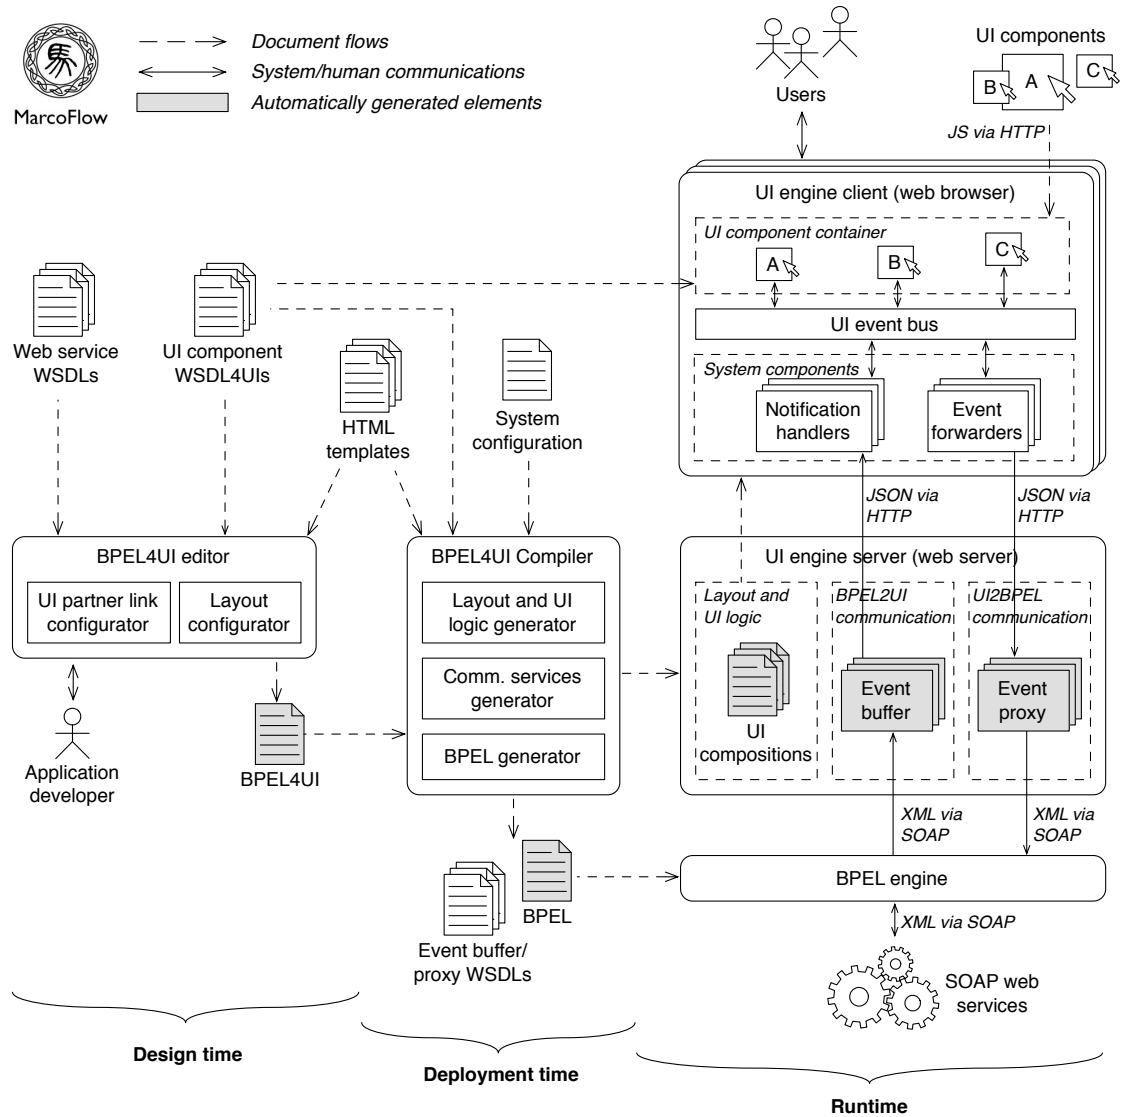 馬
MarcoFlow
Document flows
System/human communications
Automatically generated elements
Users
UI components
B
A
C
JS via HTTP
UI engine client (web browser)
UI component container
A
B
C
UI event bus
System components
Notification
handlers
Event
forwarders
Web service
WSDLs
UI component
WSDL4UIs
HTML
templates
System
configuration
JSON via
HTTP
JSON via
HTTP
BPEL4UI editor
UI partner link
configurator
Layout
configurator
Application
developer
BPEL4UI
BPEL4UI Compiler
Layout and UI
logic generator
Comm. services
generator
BPEL generator
UI engine server (web server)
Layout and
UI logic
BPEL2UI
communication
UI2BPEL
communication
UI
compositions
Event
buffer
Event
proxy
XML via
SOAP
XML via
SOAP
BPEL
Event buffer/
proxy WSDLs
BPEL engine
XML via SOAP
SOAP web
services
Design time
Deployment time
Runtime